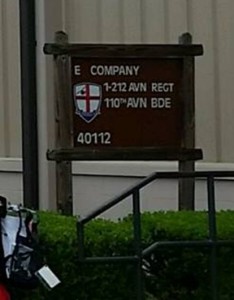 E COMPANY
1-212 AVN REGT
110TH AVN BDE
40112